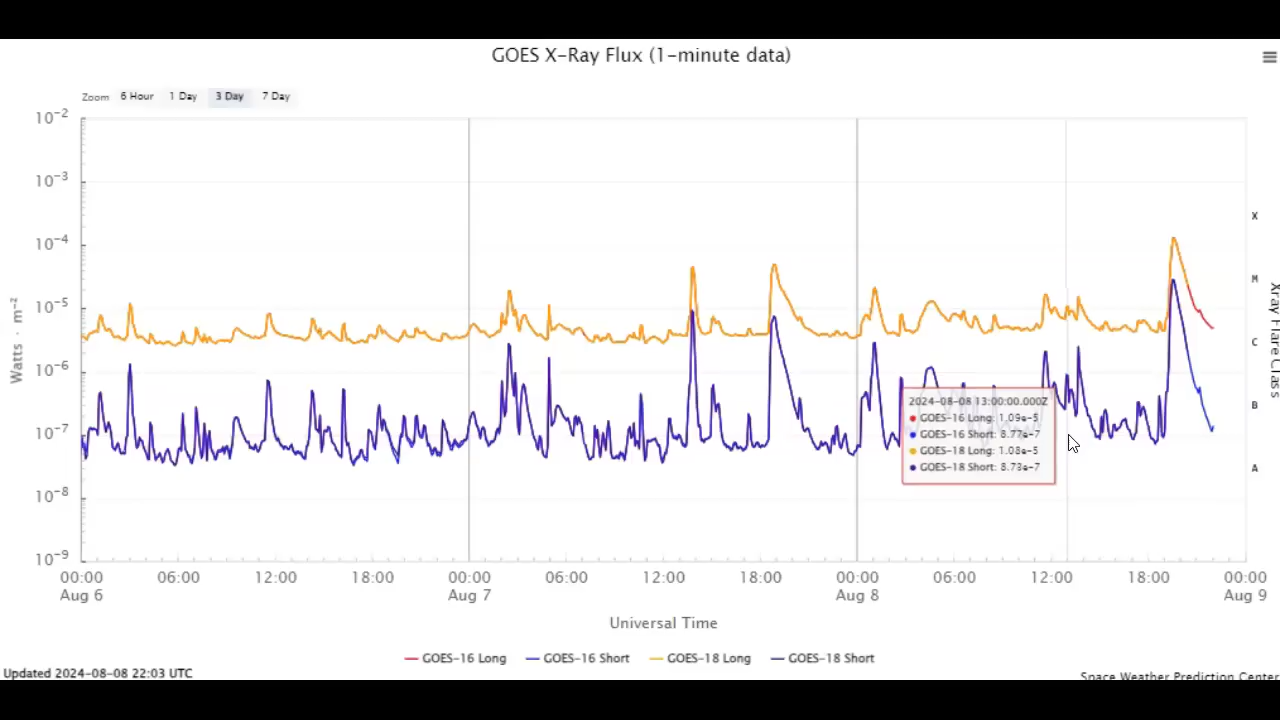 GOES X-Ray Flux (1-minute data)
Zoom 6 Hour 1 Day 3 Day 7 Day
10⁻²
10⁻³
10⁻⁴
10⁻⁵
10⁻⁶
10⁻⁷
10⁻⁸
10⁻⁹
Watts · m⁻²
X
M
C
B
A
Xray Flare Class
2024-08-08 13:00:00.000Z
GOES-16 Long: 1.09e-5
GOES-16 Short: 8.77e-7
GOES-18 Long: 1.08e-5
GOES-18 Short: 8.73e-7
00:00 06:00 12:00 18:00 00:00 06:00 12:00 18:00 00:00 06:00 12:00 18:00 00:00
Aug 6 Aug 7 Aug 8 Aug 9
Universal Time
GOES-16 Long GOES-16 Short GOES-18 Long GOES-18 Short
Updated 2024-08-08 22:03 UTC
Space Weather Prediction Center